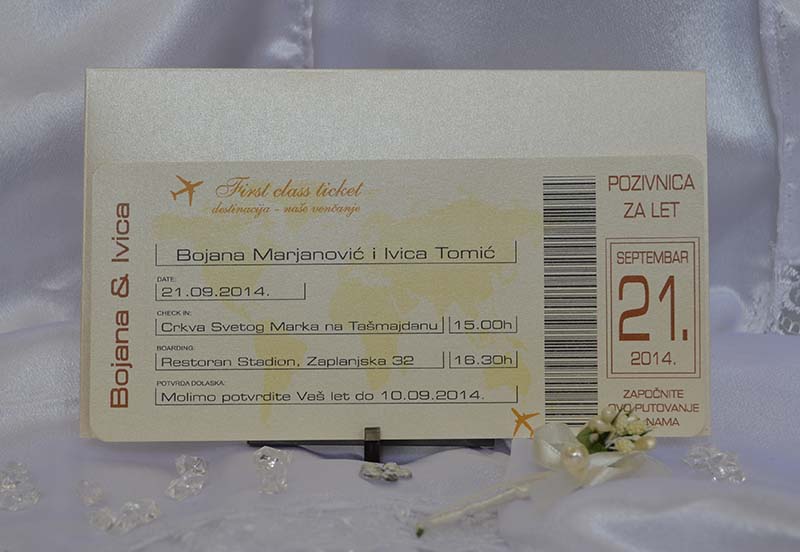 Bojana & Ivica
First class ticket
destinacija - naše venčanje
Bojana Marjanović i Ivica Tomić
DATE:
21.09.2014.
CHECK IN:
Crkva Svetog Marka na Tašmajdanu 15.00h
BOARDING:
Restoran Stadion, Zaplanjska 32 16.30h
POTVRDA DOLASKA:
Molimo potvrdite Vaš let do 10.09.2014.
POZIVNICA
ZA LET
SEPTEMBAR
21.
2014.
ZAPOČNITE
OVO PUTOVANJE
NAMA